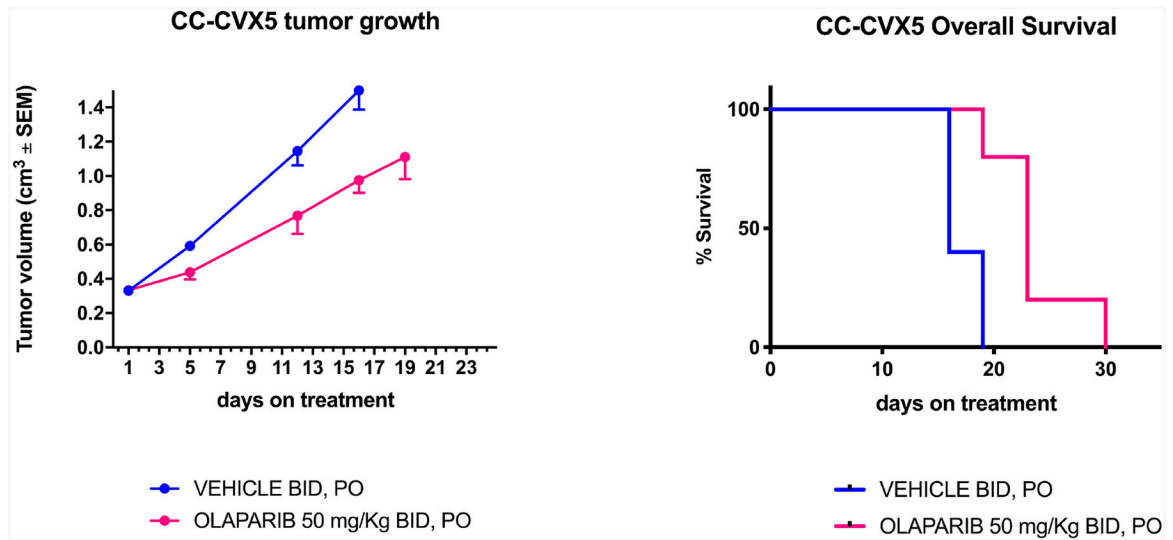 CC-CVX5 tumor growth
Tumor volume (cm³ ± SEM)
1.4
1.2
1.0
0.8
0.6
0.4
0.2
0.0
1 3 5 7 9 11 13 15 17 19 21 23
days on treatment
VEHICLE BID, PO
OLAPARIB 50 mg/Kg BID, PO
CC-CVX5 Overall Survival
% Survival
100
50
0
0 10 20 30
days on treatment
VEHICLE BID, PO
OLAPARIB 50 mg/Kg BID, PO